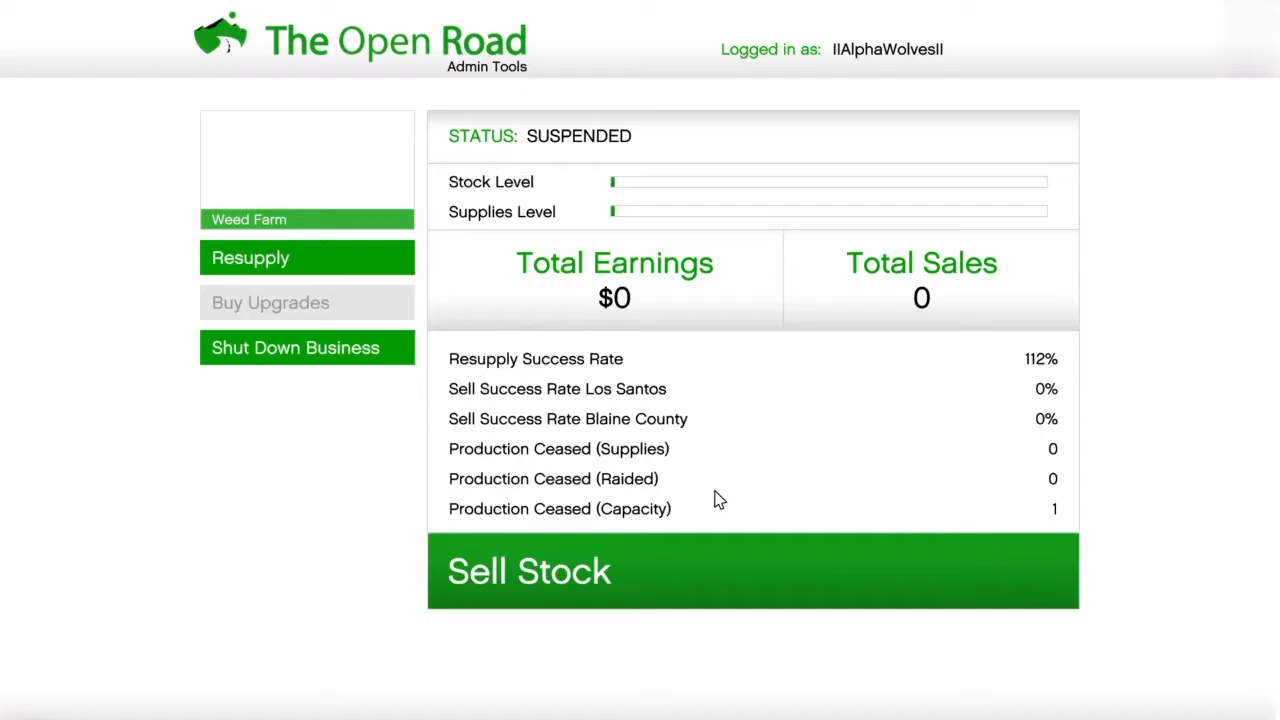 The Open Road
Admin Tools
Logged in as: IIAlphaWolvesII
Weed Farm
Resupply
Buy Upgrades
Shut Down Business
STATUS: SUSPENDED
Stock Level
Supplies Level
Total Earnings
$0
Total Sales
0
Resupply Success Rate 112%
Sell Success Rate Los Santos 0%
Sell Success Rate Blaine County 0%
Production Ceased (Supplies) 0
Production Ceased (Raided) 0
Production Ceased (Capacity) 1
Sell Stock